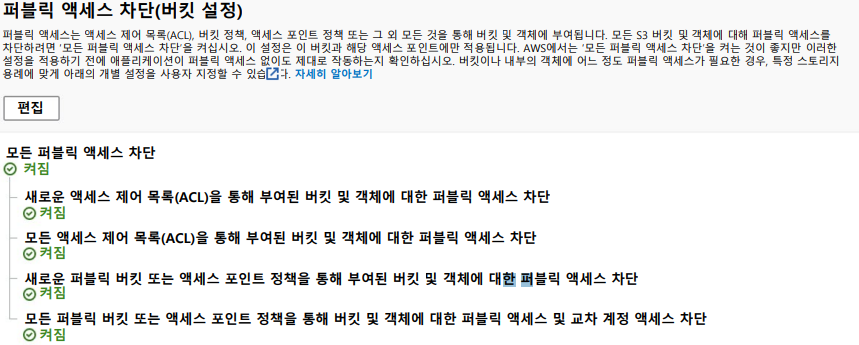 퍼블릭 액세스 차단(버킷 설정)
퍼블릭 액세스는 액세스 제어 목록(ACL), 버킷 정책, 액세스 포인트 정책 또는 그 외 모든 것을 통해 버킷 및 객체에 부여됩니다. 모든 S3 버킷 및 객체에 대해 퍼블릭 액세스를
차단하려면 '모든 퍼블릭 액세스 차단'을 켜십시오. 이 설정은 이 버킷과 해당 액세스 포인트에만 적용됩니다. AWS에서는 '모든 퍼블릭 액세스 차단'을 켜는 것이 좋지만 이러한
설정을 적용하기 전에 애플리케이션이 퍼블릭 액세스 없이도 제대로 작동하는지 확인하십시오. 버킷이나 내부의 객체에 어느 정도 퍼블릭 액세스가 필요한 경우, 특정 스토리지
용례에 맞게 아래의 개별 설정을 사용자 지정할 수 있습다. 자세히 알아보기
편집
모든 퍼블릭 액세스 차단
켜짐
새로운 액세스 제어 목록(ACL)을 통해 부여된 버킷 및 객체에 대한 퍼블릭 액세스 차단
켜짐
모든 액세스 제어 목록(ACL)을 통해 부여된 버킷 및 객체에 대한 퍼블릭 액세스 차단
켜짐
새로운 퍼블릭 버킷 또는 액세스 포인트 정책을 통해 부여된 버킷 및 객체에 대한 퍼블릭 액세스 차단
켜짐
모든 퍼블릭 버킷 또는 액세스 포인트 정책을 통해 버킷 및 객체에 대한 퍼블릭 액세스 및 교차 계정 액세스 차단
켜짐